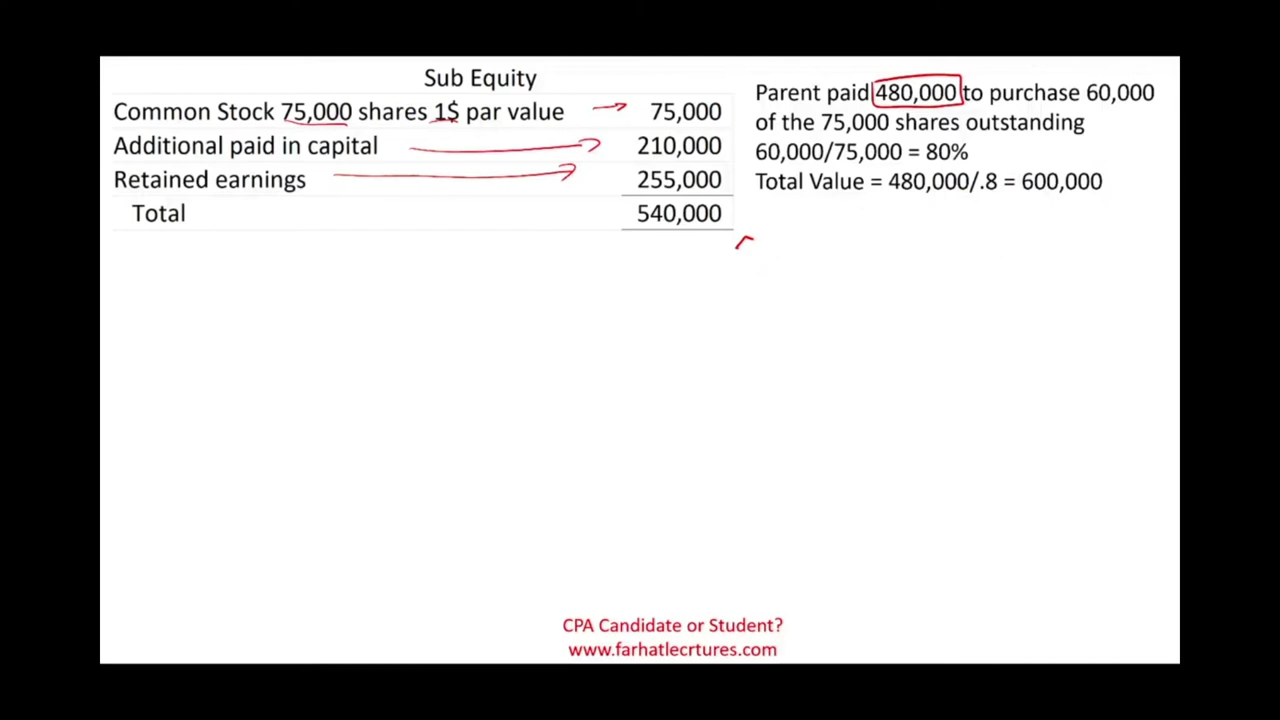 Sub Equity
Common Stock 75,000 shares 1$ par value 75,000
Additional paid in capital 210,000
Retained earnings 255,000
Total 540,000
Parent paid 480,000 to purchase 60,000
of the 75,000 shares outstanding
60,000/75,000 = 80%
Total Value = 480,000/.8 = 600,000
CPA Candidate or Student?
www.farhatlecrtures.com